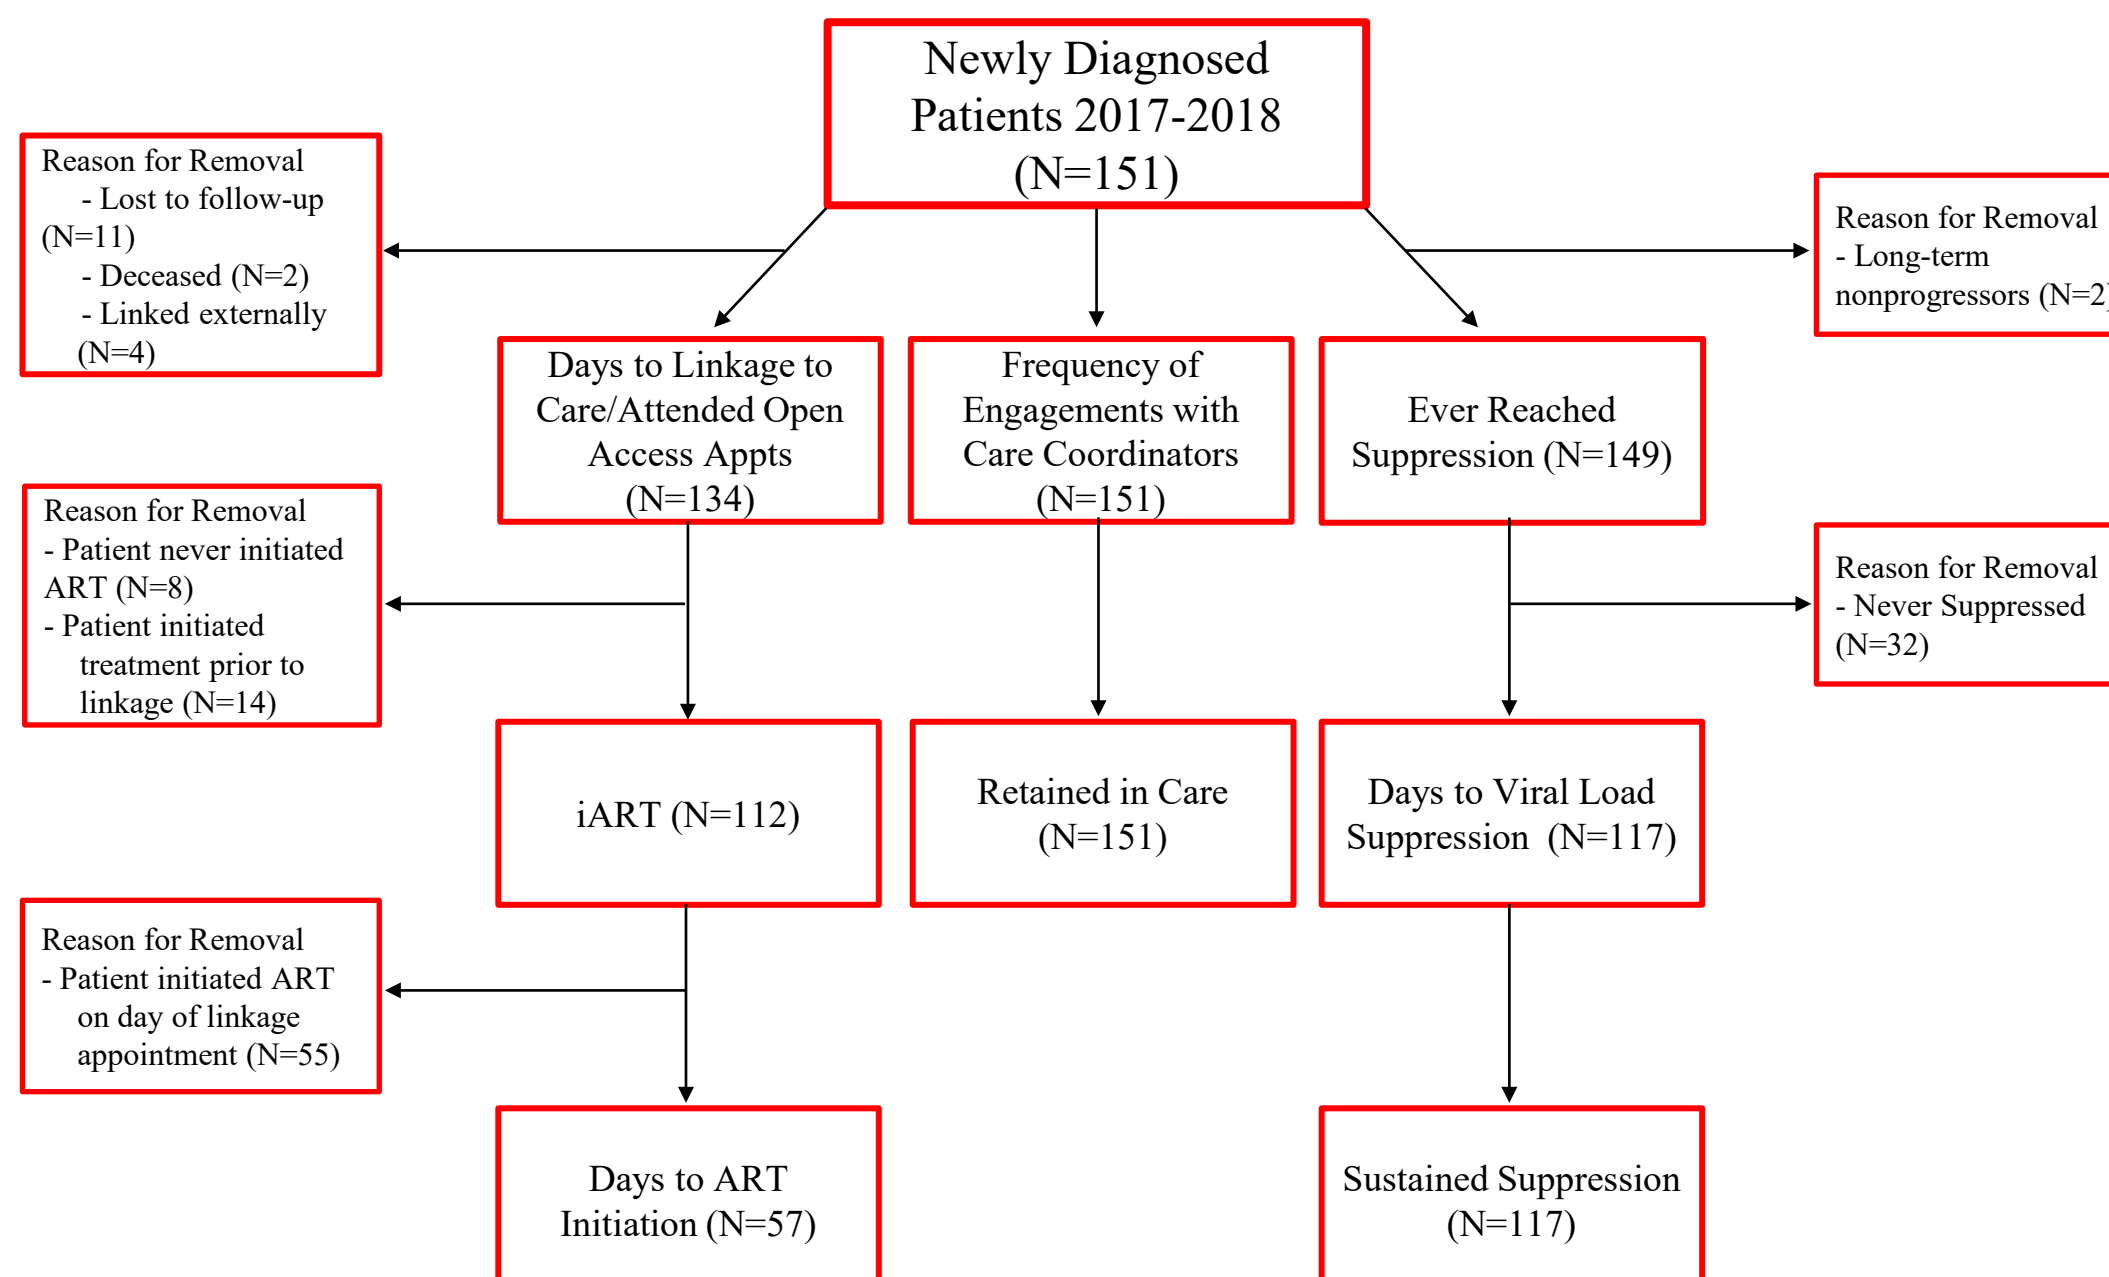 Newly Diagnosed
Patients 2017-2018
(N=151)
Reason for Removal
- Lost to follow-up
(N=11)
- Deceased (N=2)
- Linked externally
(N=4)
Reason for Removal
- Long-term
nonprogressors (N=2)
Days to Linkage to
Care/Attended Open
Access Appts
(N=134)
Frequency of
Engagements with
Care Coordinators
(N=151)
Ever Reached
Suppression (N=149)
Reason for Removal
- Patient never initiated
ART (N=8)
- Patient initiated
treatment prior to
linkage (N=14)
Reason for Removal
- Never Suppressed
(N=32)
iART (N=112)
Retained in Care
(N=151)
Days to Viral Load
Suppression (N=117)
Reason for Removal
- Patient initiated ART
on day of linkage
appointment (N=55)
Days to ART
Initiation (N=57)
Sustained Suppression
(N=117)